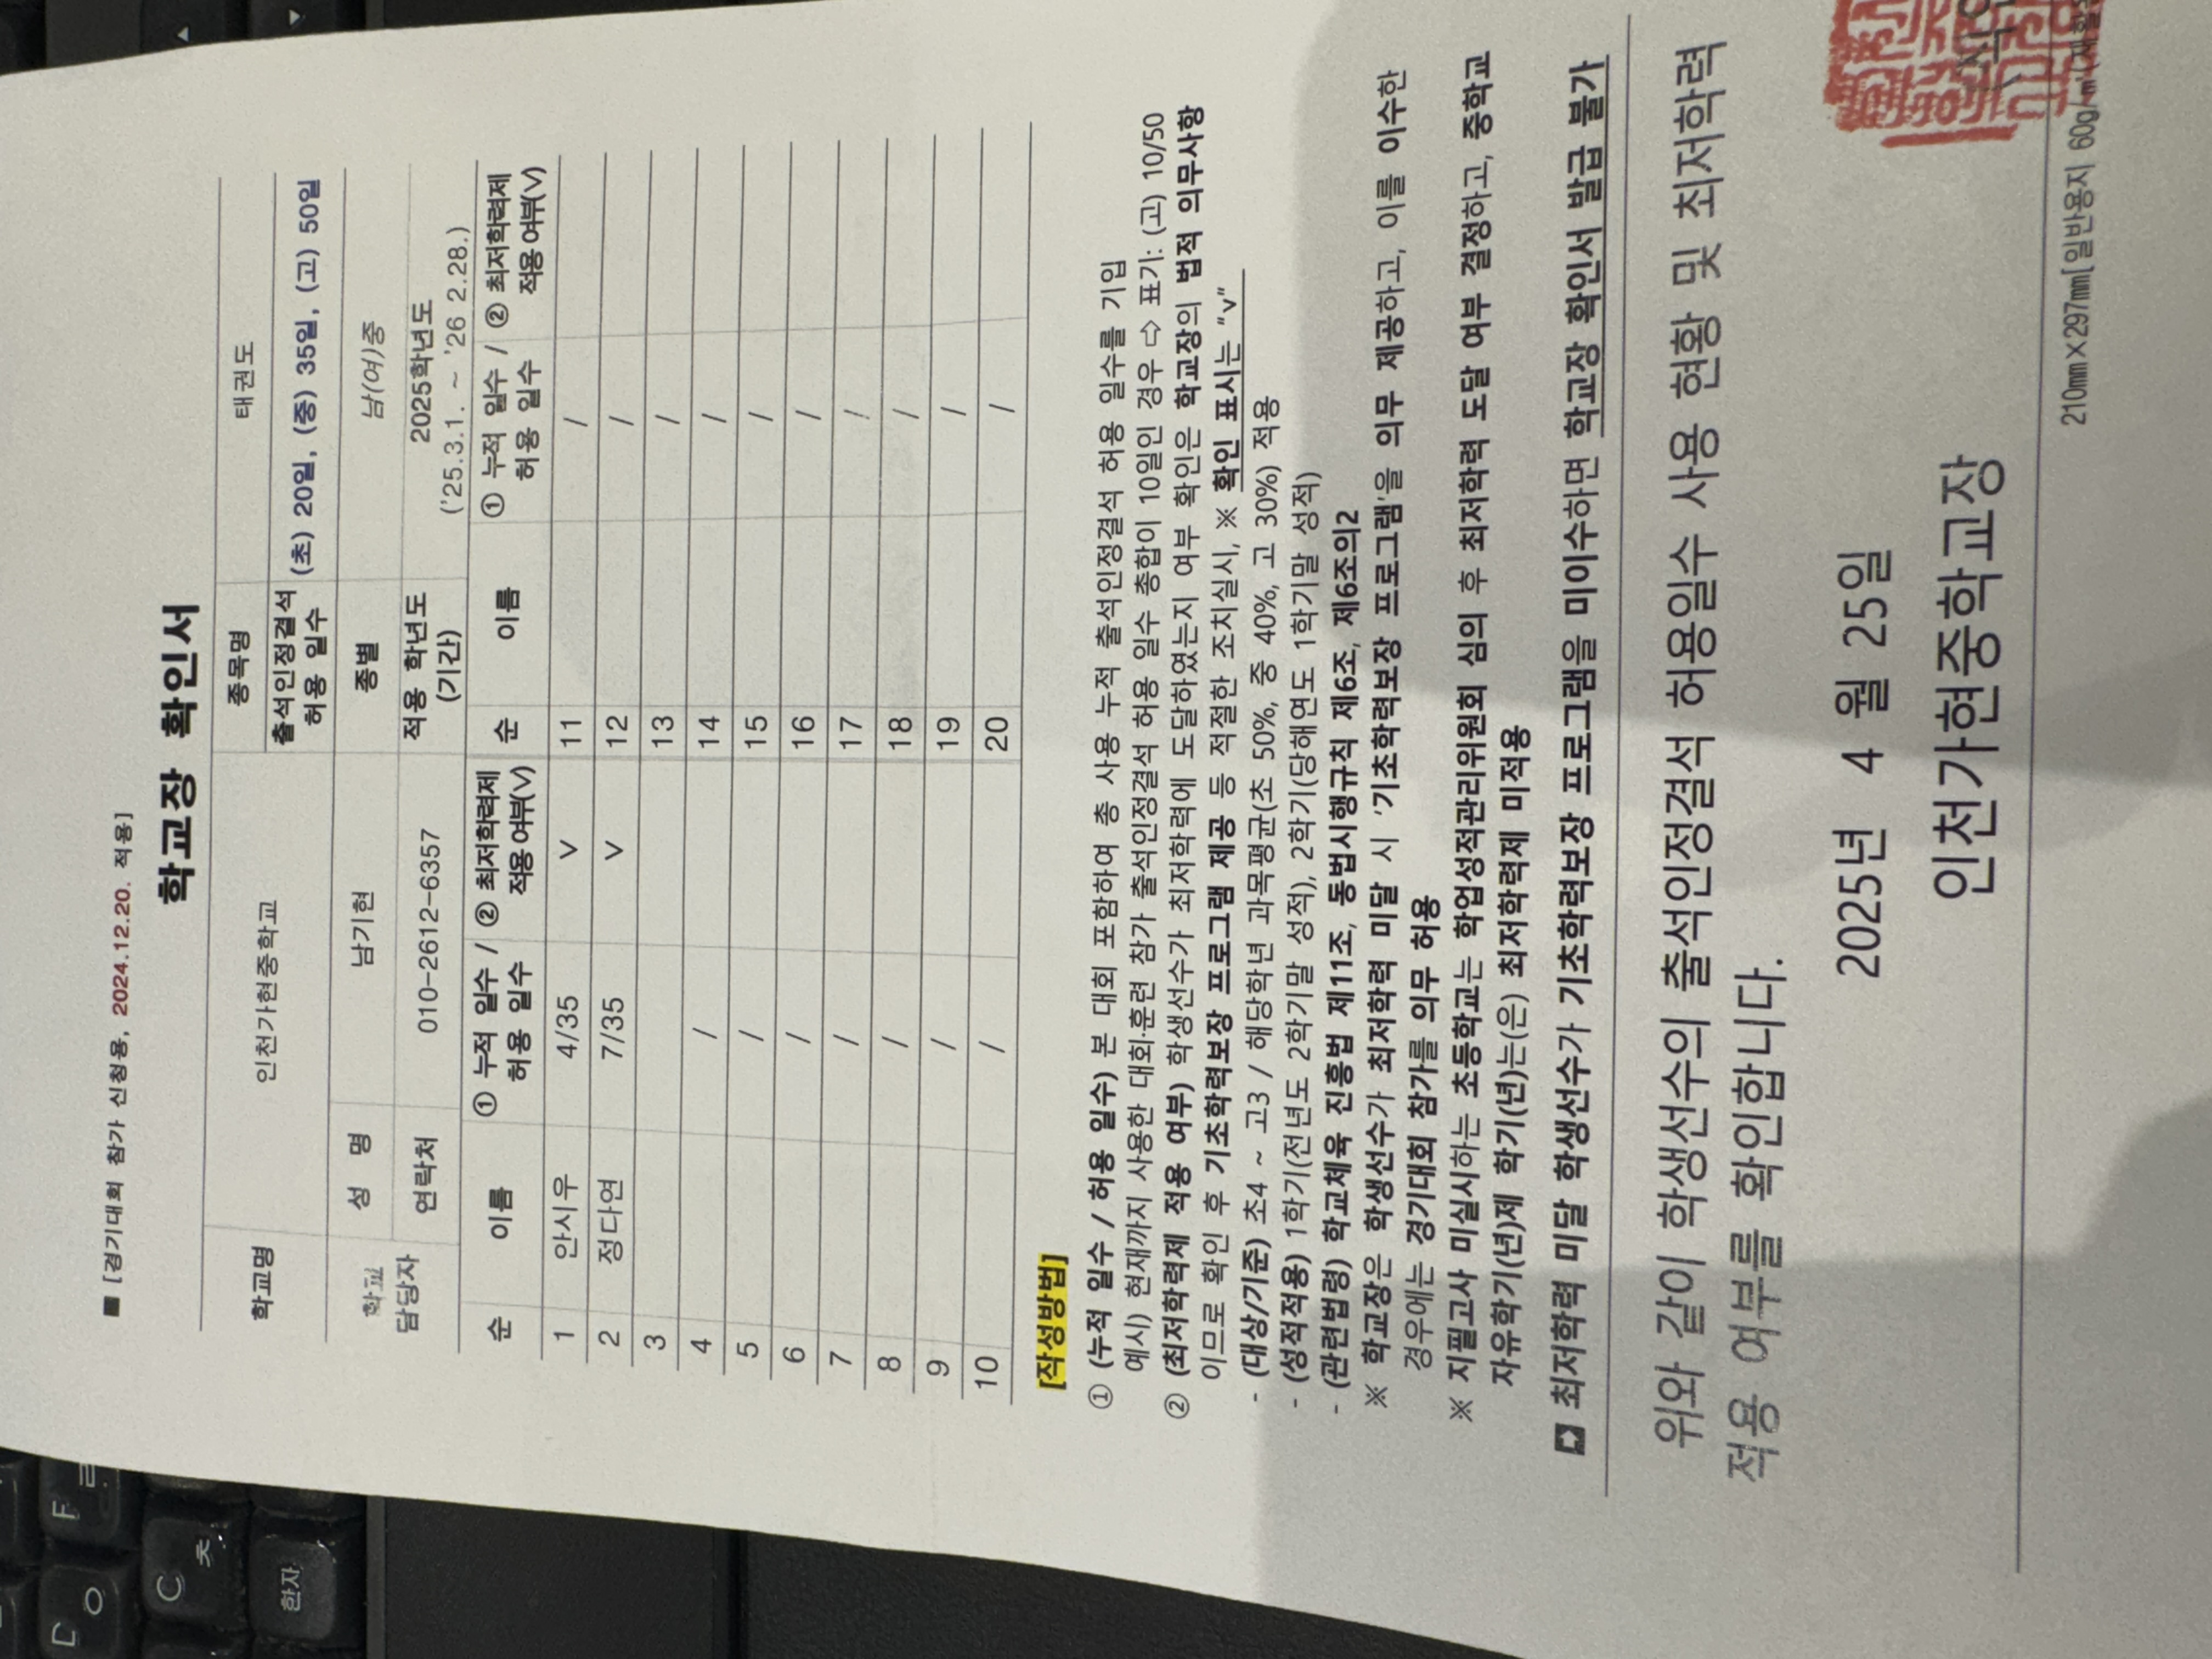 ■ [경기대회 참가 신청용, 2024.12.20. 적용]
학교장 확인서
학교명 인천가현중학교 종목명 태권도
출석인정결석 허용 일수 (초) 20일, (중) 35일, (고) 50일
학교 담당자 성 명 남기현 종별 남(여)중
연락처 010-2612-6357 적용 학년도 (기간) 2025학년도 ('25.3.1. ~ '26 2.28.)
순 이름 ① 누적 일수 / 허용 일수 ② 최저학력제 적용여부(V) 순 이름 ① 누적 일수 / 허용 일수 ② 최저학력제 적용여부(V)
1 안시우 4/35 V 11 /
2 정다연 7/35 V 12 /
3 13 /
4 / 14 /
5 / 15 /
6 / 16 /
7 / 17 /
8 / 18 /
9 / 19 /
10 / 20 /
[작성방법]
① (누적 일수 / 허용 일수) 본 대회 포함하여 총 사용 누적 출석인정결석 허용 일수를 기입
예시) 현재까지 사용한 대회·훈련 참가 출석인정결석 허용 일수 총합이 10일인 경우 ⇨ 표기: (고) 10/50
② (최저학력제 적용 여부) 학생선수가 최저학력에 도달하였는지 여부 확인은 학교장의 법적 의무사항
이므로 확인 후 기초학력보장 프로그램 제공 등 적절한 조치실시, ※ 확인 표시는 “v”
- (대상/기준) 초4 ~ 고3 / 해당학년 과목평균(초 50%, 중 40%, 고 30%) 적용
- (성적적용) 1학기(전년도 2학기말 성적), 2학기(당해연도 1학기말 성적)
- (관련법령) 학교체육 진흥법 제11조, 동법시행규칙 제6조, 제6조의2
※ 학교장은 학생선수가 최저학력 미달 시 '기초학력보장 프로그램'을 의무 제공하고, 이를 이수한
경우에는 경기대회 참가를 의무 허용
※ 지필고사 미실시하는 초등학교는 학업성적관리위원회 심의 후 최저학력 도달 여부 결정하고, 중학교
자유학기(년)제 학기(년)는(은) 최저학력제 미적용
최저학력 미달 학생선수가 기초학력보장 프로그램을 미이수하면 학교장 확인서 발급 불가
위와 같이 학생선수의 출석인정결석 허용일수 사용 현황 및 최저학력
적용 여부를 확인합니다.
2025년 4 월 25일
인천가현중학교장
210mm×297mm[일반용지 60g/㎡
F
ㄹ
D
ㅇ
C
ㅊ
한자